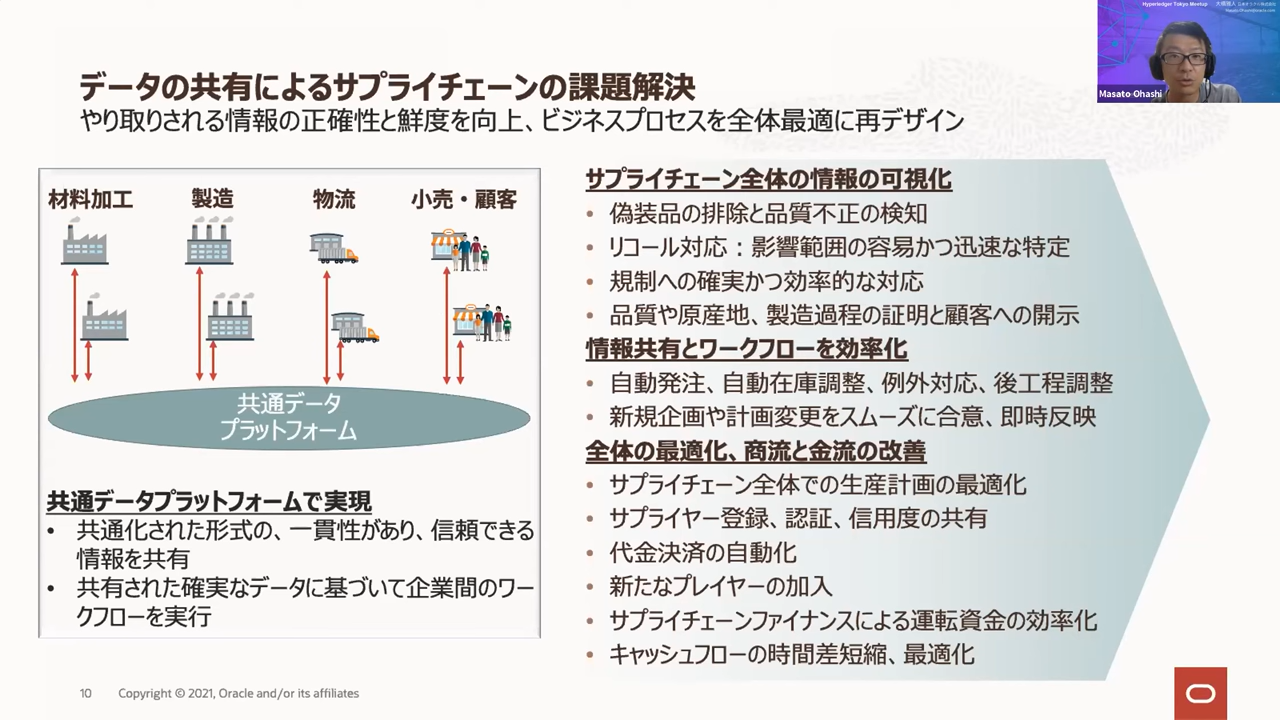 Hyperledger Tokyo Meetup
Masato Ohashi
データの共有によるサプライチェーンの課題解決
やり取りされる情報の正確性と鮮度を向上、ビジネスプロセスを全体最適に再デザイン
材料加工
製造
物流
小売・顧客
共通データ
プラットフォーム
共通データプラットフォームで実現
• 共通化された形式の、一貫性があり、信頼できる
情報を共有
• 共有された確実なデータに基づいて企業間のワー
クフローを実行
サプライチェーン全体の情報の可視化
• 偽装品の排除と品質不正の検知
• リコール対応：影響範囲の容易かつ迅速な特定
• 規制への確実かつ効率的な対応
• 品質や原産地、製造過程の証明と顧客への開示
情報共有とワークフローを効率化
• 自動発注、自動在庫調整、例外対応、後工程調整
• 新規企画や計画変更をスムーズに合意、即時反映
全体の最適化、商流と金流の改善
• サプライチェーン全体での生産計画の最適化
• サプライヤー登録、認証、信用度の共有
• 代金決済の自動化
• 新たなプレイヤーの加入
• サプライチェーンファイナンスによる運転資金の効率化
• キャッシュフローの時間差短縮、最適化
10 Copyright © 2021, Oracle and/or its affiliates